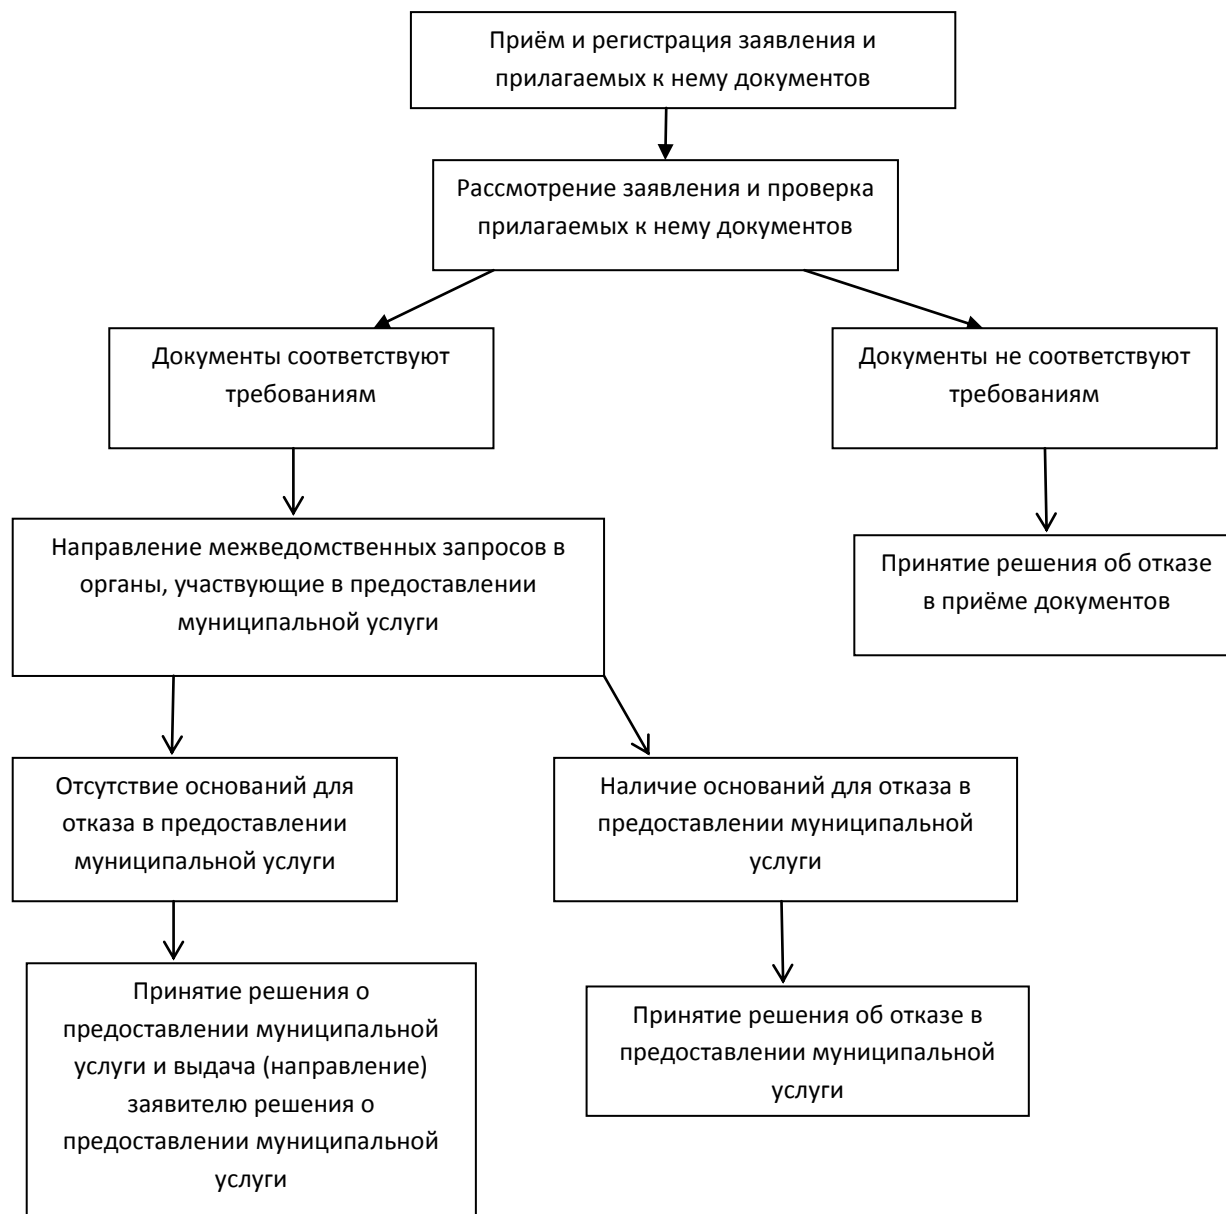 Приём и регистрация заявления и
прилагаемых к нему документов
Рассмотрение заявления и проверка
прилагаемых к нему документов
Документы соответствуют
требованиям
Документы не соответствуют
требованиям
Направление межведомственных запросов в
органы, участвующие в предоставлении
муниципальной услуги
Принятие решения об отказе
в приёме документов
Отсутствие оснований для
отказа в предоставлении
муниципальной услуги
Наличие оснований для отказа в
предоставлении муниципальной
услуги
Принятие решения о
предоставлении муниципальной
услуги и выдача (направление)
заявителю решения о
предоставлении муниципальной
услуги
Принятие решения об отказе в
предоставлении муниципальной
услуги